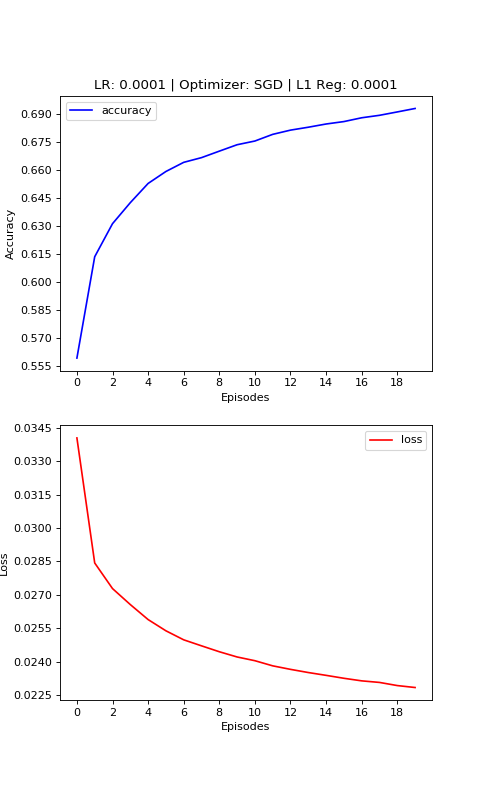 LR: 0.0001 | Optimizer: SGD | L1 Reg: 0.0001
accuracy
0.690
0.675
0.660
0.645
0.630
0.615
0.600
0.585
0.570
0.555
Accuracy
0 2 4 6 8 10 12 14 16 18
Episodes
loss
0.0345
0.0330
0.0315
0.0300
0.0285
0.0270
0.0255
0.0240
0.0225
Loss
0 2 4 6 8 10 12 14 16 18
Episodes